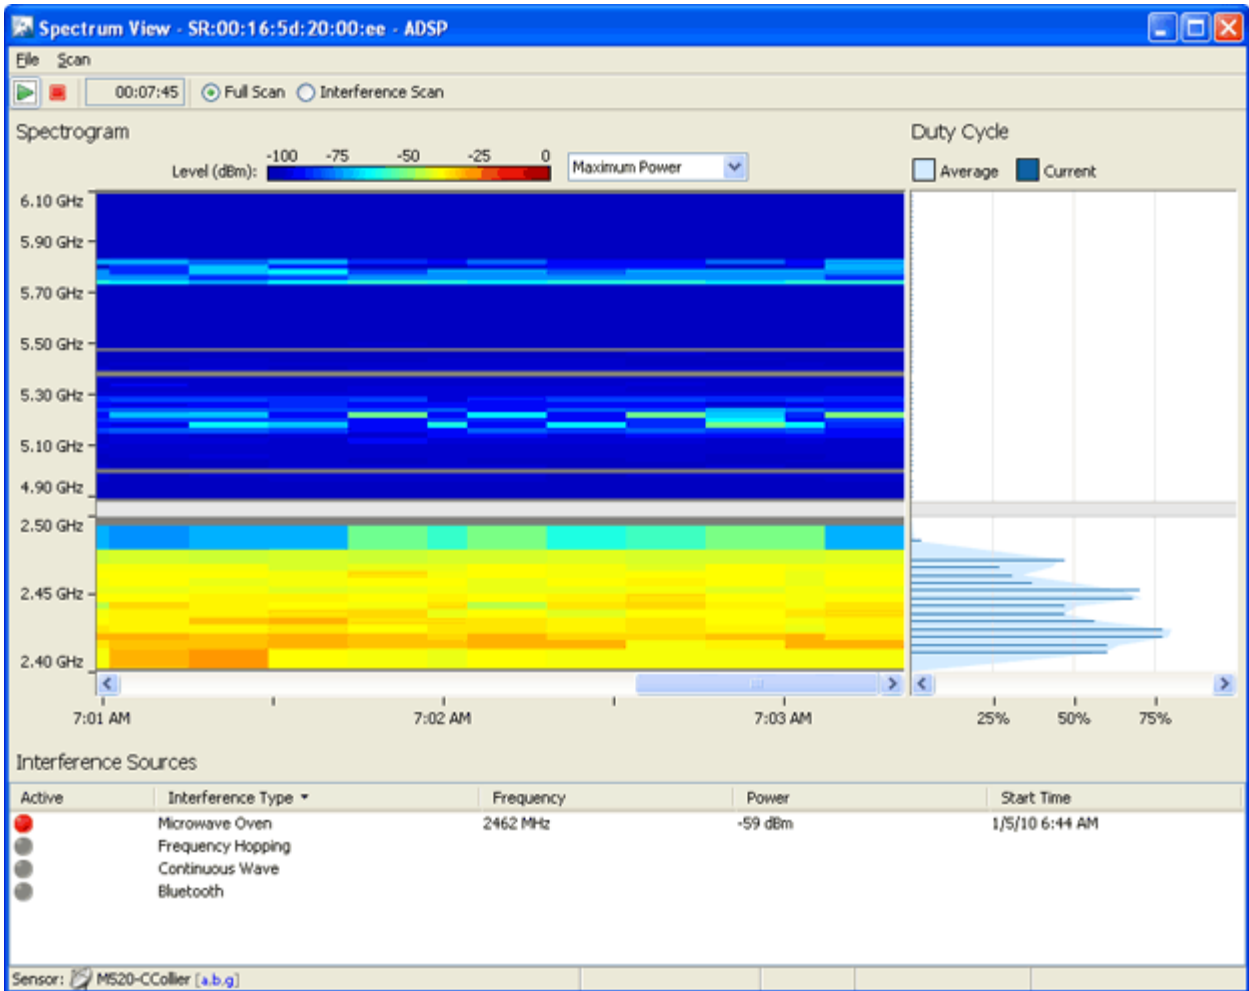 Spectrum View - SR:00:16:5d:20:00:ee - ADSP
File Scan
00:07:45 Full Scan Interference Scan
Spectrogram Duty Cycle
Level (dBm): -100 -75 -50 -25 0 Maximum Power Average Current
6.10 GHz
5.90 GHz
5.70 GHz
5.50 GHz
5.30 GHz
5.10 GHz
4.90 GHz
2.50 GHz
2.45 GHz
2.40 GHz
7:01 AM 7:02 AM 7:03 AM 25% 50% 75%
Interference Sources
Active Interference Type Frequency Power Start Time
Microwave Oven 2462 MHz -59 dBm 1/5/10 6:44 AM
Frequency Hopping
Continuous Wave
Bluetooth
Sensor: M520-CCollier [a,b,g]